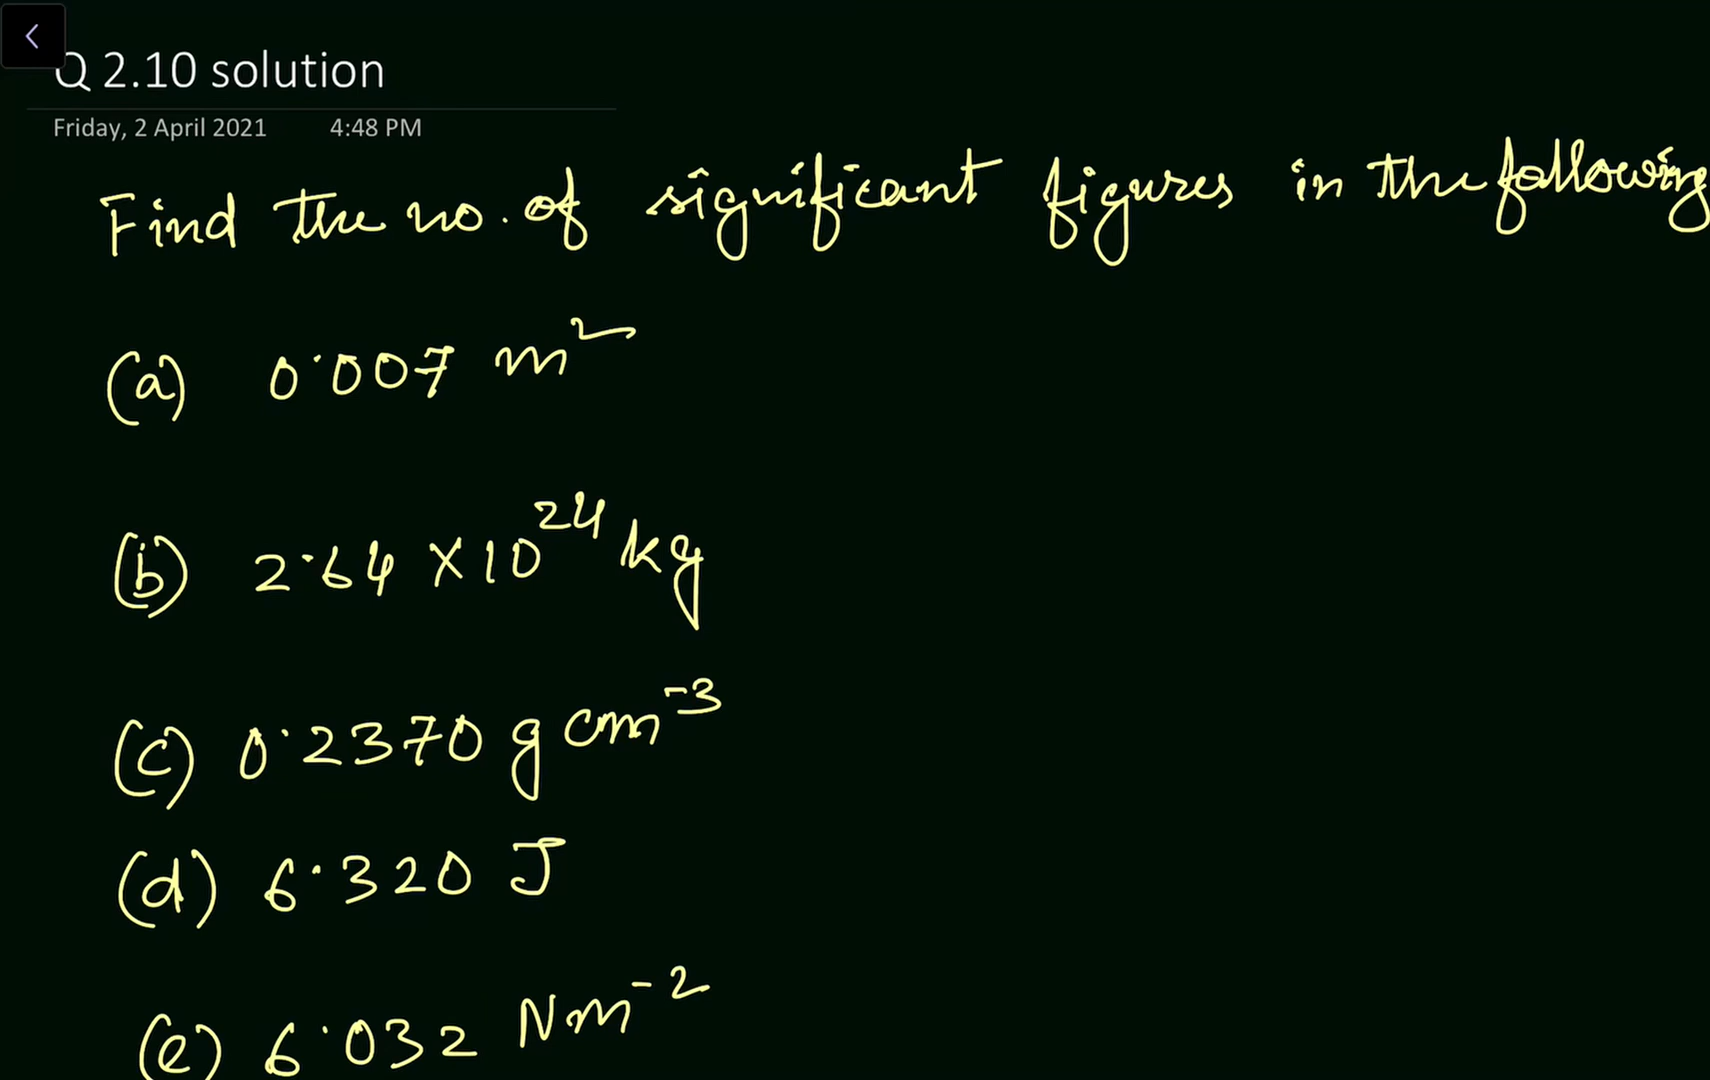 Q 2.10 solution
Friday, 2 April 2021 4:48 PM
Find the no. of significant figures in the following
(a) 0.007 m²
(b) 2.64 × 10²⁴ kg
(c) 0.2370 g cm⁻³
(d) 6.320 J
(e) 6.032 N m⁻²